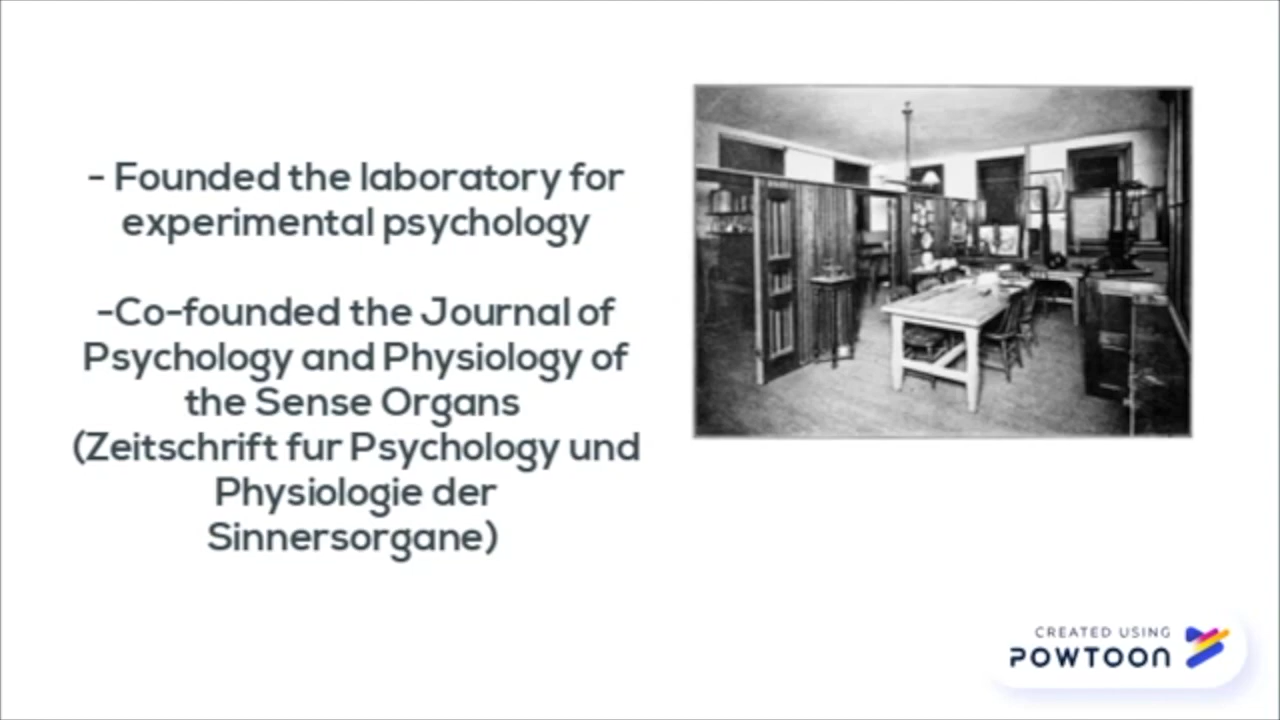 - Founded the laboratory for
experimental psychology
-Co-founded the Journal of
Psychology and Physiology of
the Sense Organs
(Zeitschrift fur Psychology und
Physiologie der
Sinnersorgane)
CREATED USING
POWTOON